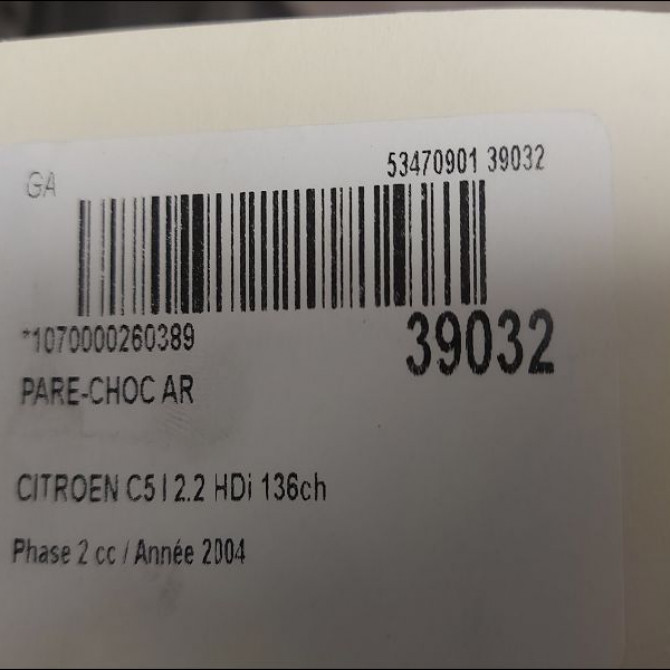 GA
53470901 39032
*1070000260389
39032
PARE-CHOC AR
CITROEN C5 I 2.2 HDi 136ch
Phase 2 cc / Année 2004